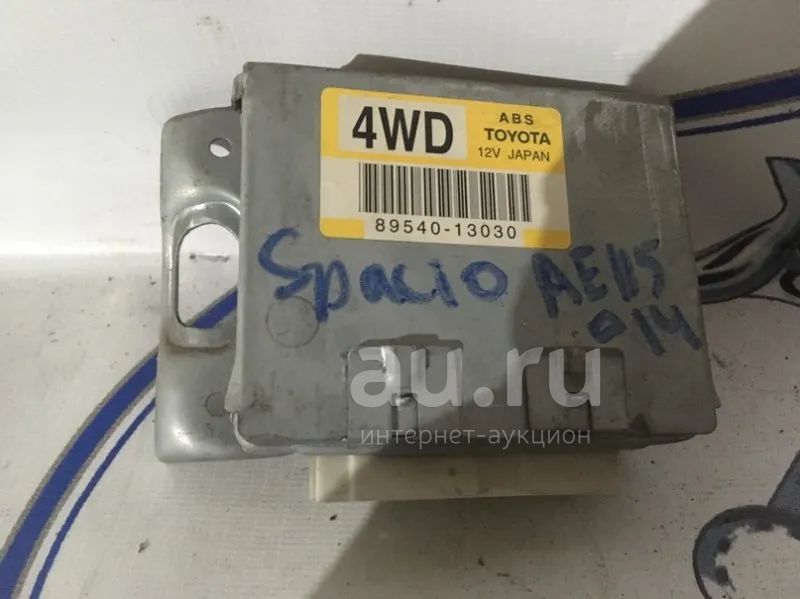 4WD
ABS
TOYOTA
12V JAPAN
89540-13030
Spacio AE115
-014
au.ru
интернет-аукцион